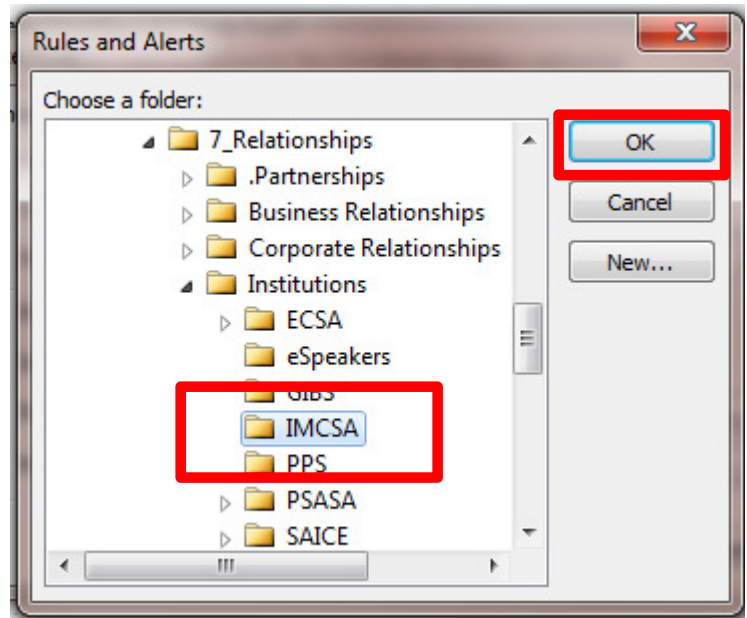 Rules and Alerts
Choose a folder:
7_Relationships
.Partnerships
Business Relationships
Corporate Relationships
Institutions
ECSA
eSpeakers
GIBS
IMCSA
PPS
PSASA
SAICE
OK
Cancel
New...